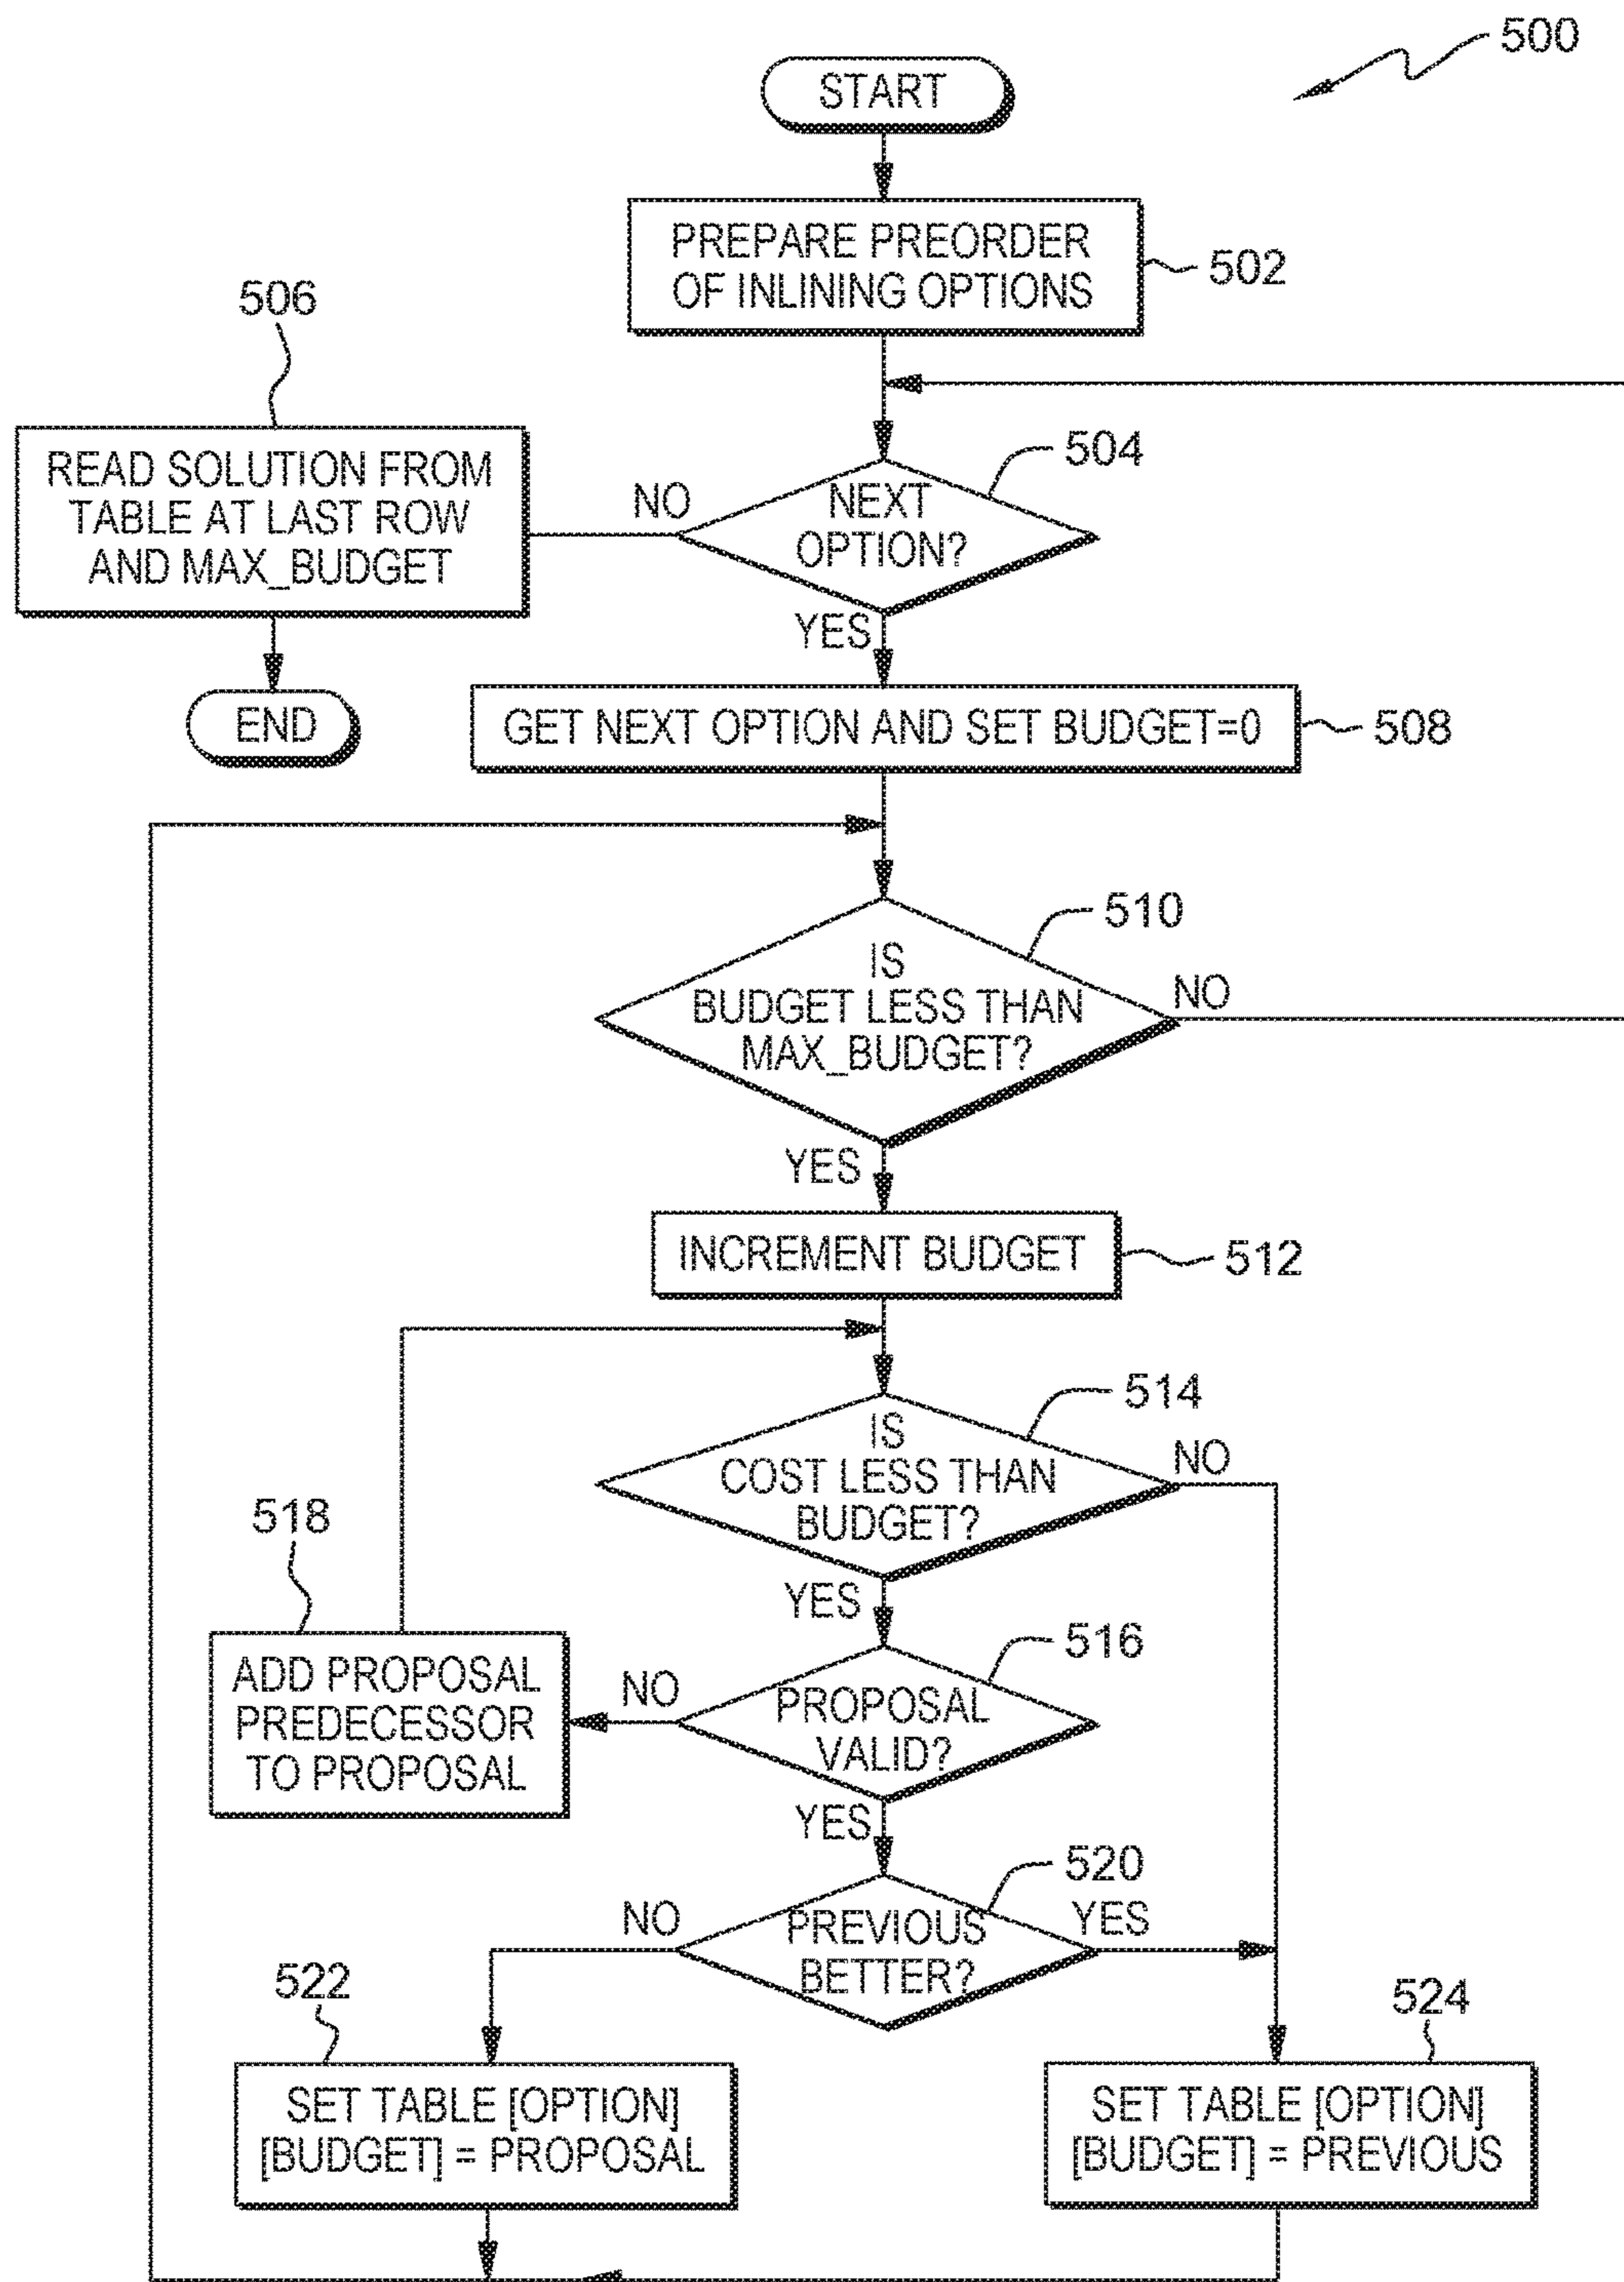 500
START
PREPARE PREORDER
OF INLINING OPTIONS
502
506
READ SOLUTION FROM
TABLE AT LAST ROW
AND MAX_BUDGET
NO
NEXT
OPTION?
504
YES
END
GET NEXT OPTION AND SET BUDGET=0
508
IS
BUDGET LESS THAN
MAX_BUDGET?
510
NO
YES
INCREMENT BUDGET
512
IS
COST LESS THAN
BUDGET?
514
NO
YES
518
ADD PROPOSAL
PREDECESSOR
TO PROPOSAL
NO
PROPOSAL
VALID?
516
YES
NO
PREVIOUS
BETTER?
520
YES
522
SET TABLE [OPTION]
[BUDGET] = PROPOSAL
524
SET TABLE [OPTION]
[BUDGET] = PREVIOUS